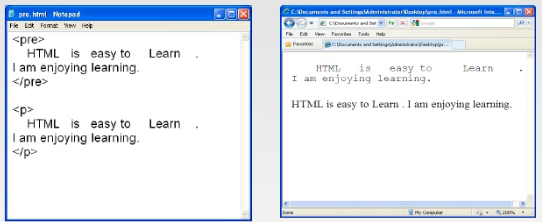 pre.html - Notepad
File Edit Format View Help
<pre>
    HTML   is   easy to     Learn    .
I am enjoying learning.
</pre>
<p>
    HTML   is   easy to     Learn    .
I am enjoying learning.
</p>
C:\Documents and Settings\Administrator\Desktop\pre.html - Microsoft Inte...
C:\Documents and Set
Google
File Edit View Favorites Tools Help
Favorites
C:\Documents and Settings\Administrator\Desktop\pr...
    HTML   is   easy to     Learn    .
I am enjoying learning.
HTML is easy to Learn . I am enjoying learning.
Done
My Computer
200%